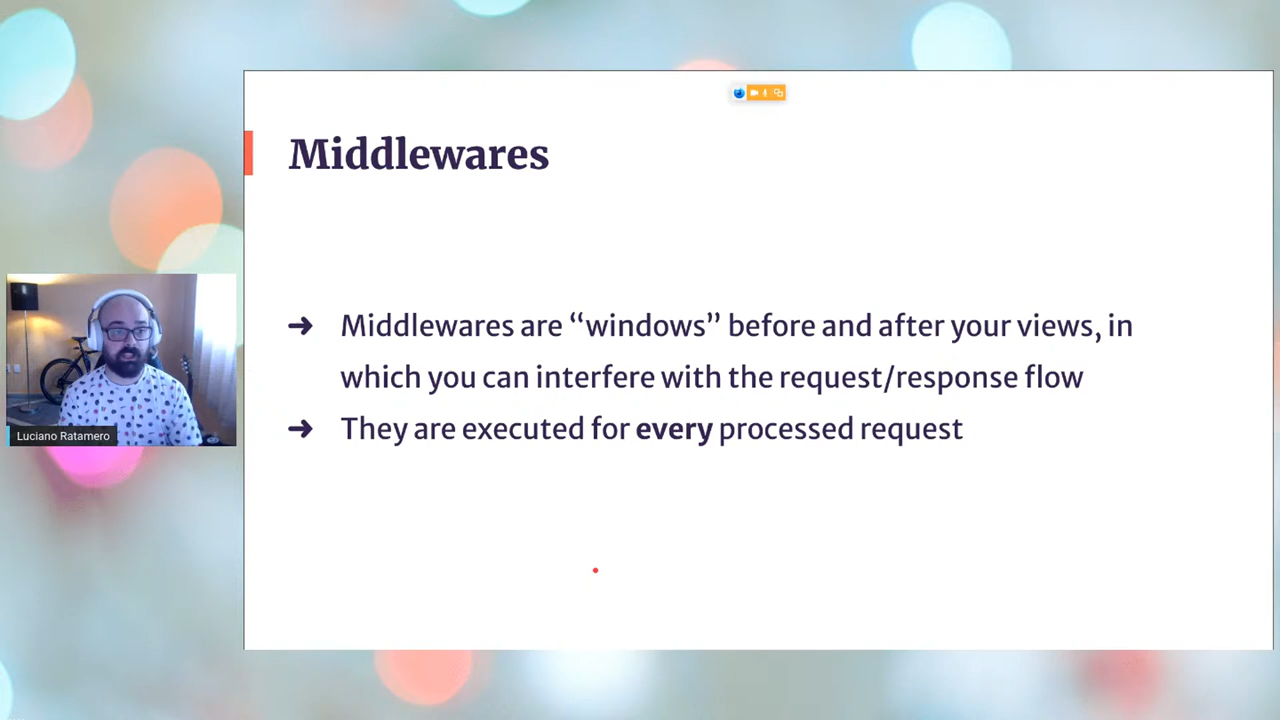 Middlewares
➜ Middlewares are “windows” before and after your views, in
which you can interfere with the request/response flow
➜ They are executed for every processed request
Luciano Ratamero